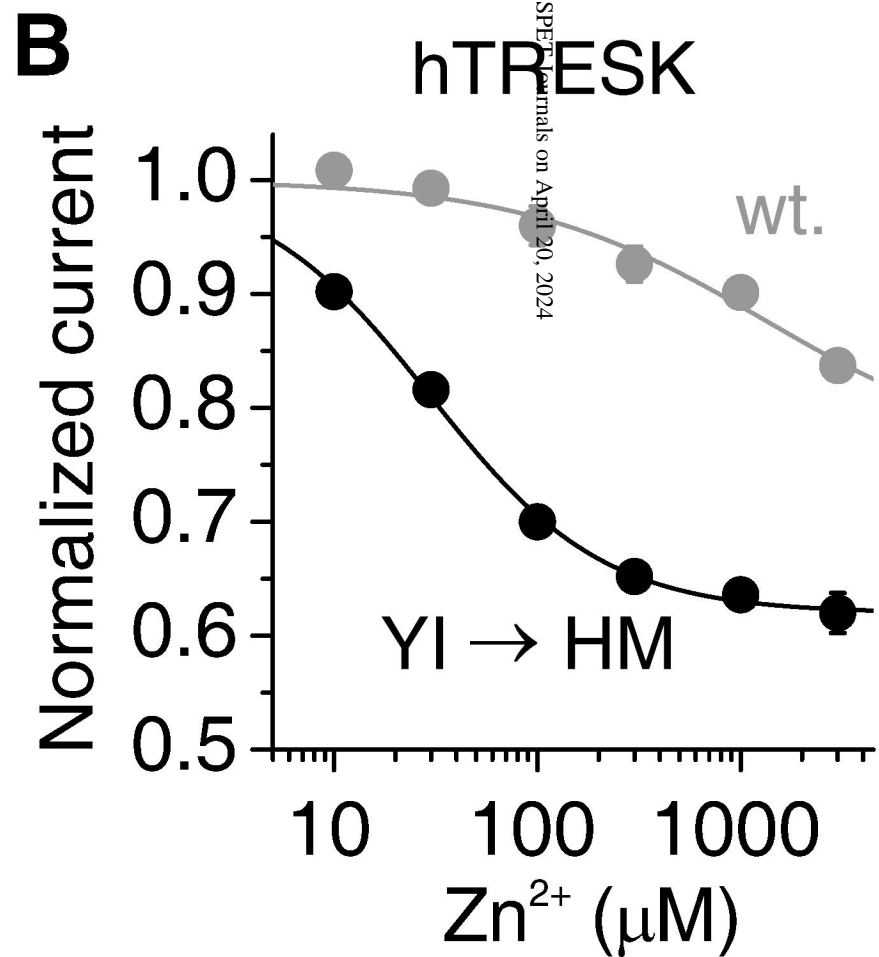 B
hTRESK
SPET Journals on April 20, 2024
Normalized current
1.0
0.9
0.8
0.7
0.6
0.5
wt.
YI → HM
10 100 1000
Zn²⁺ (μM)